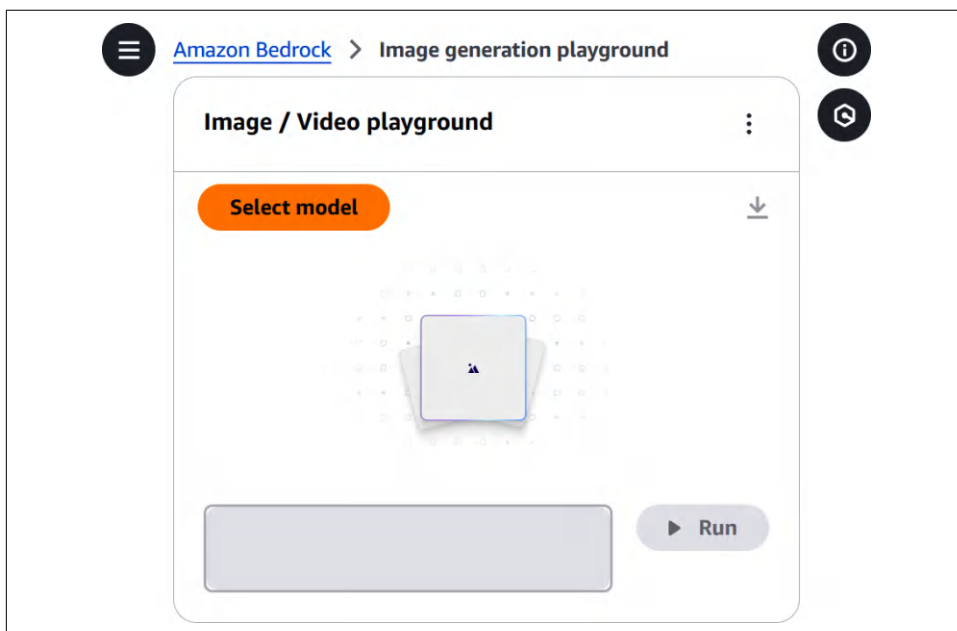 Amazon Bedrock > Image generation playground
Image / Video playground
Select model
Run